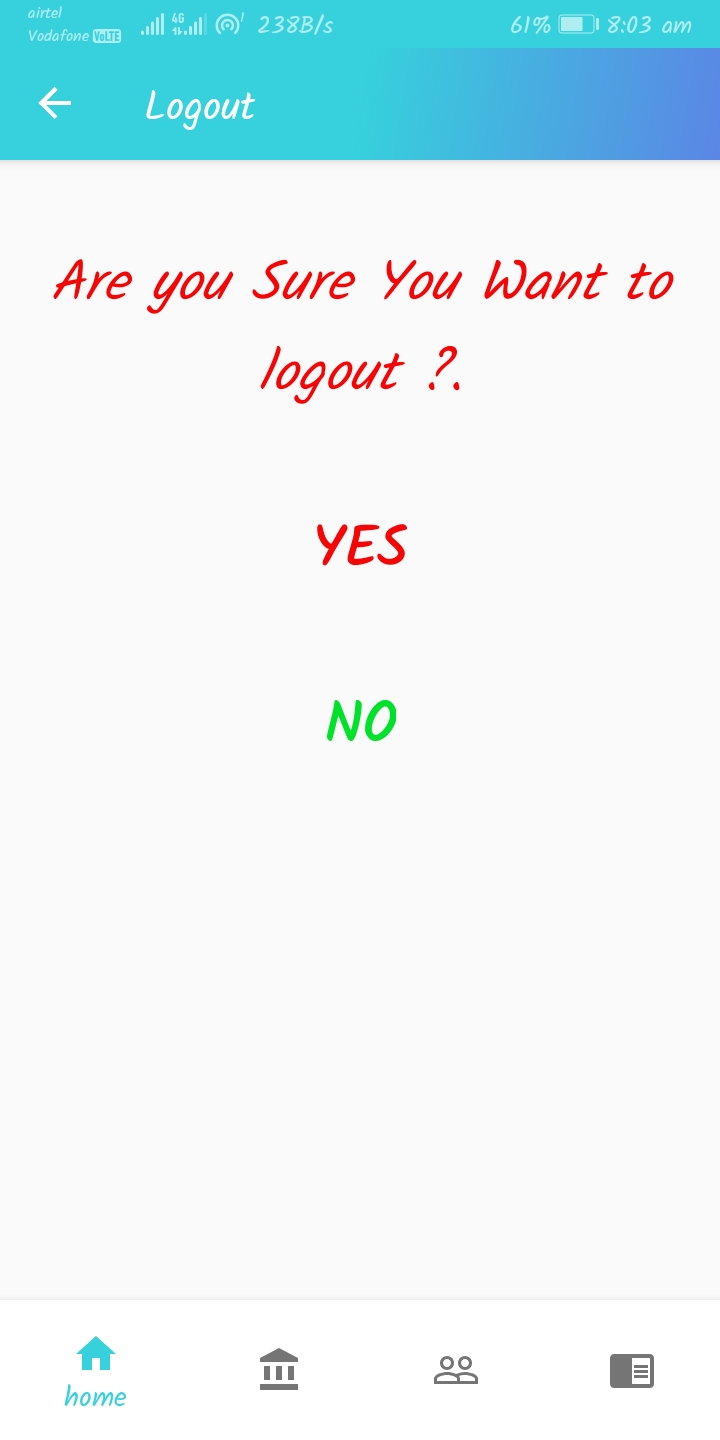 airtel
Vodafone VoLTE 4G 238B/s 61% 8:03 am
Logout
Are you Sure You Want to
logout ?.
YES
NO
home